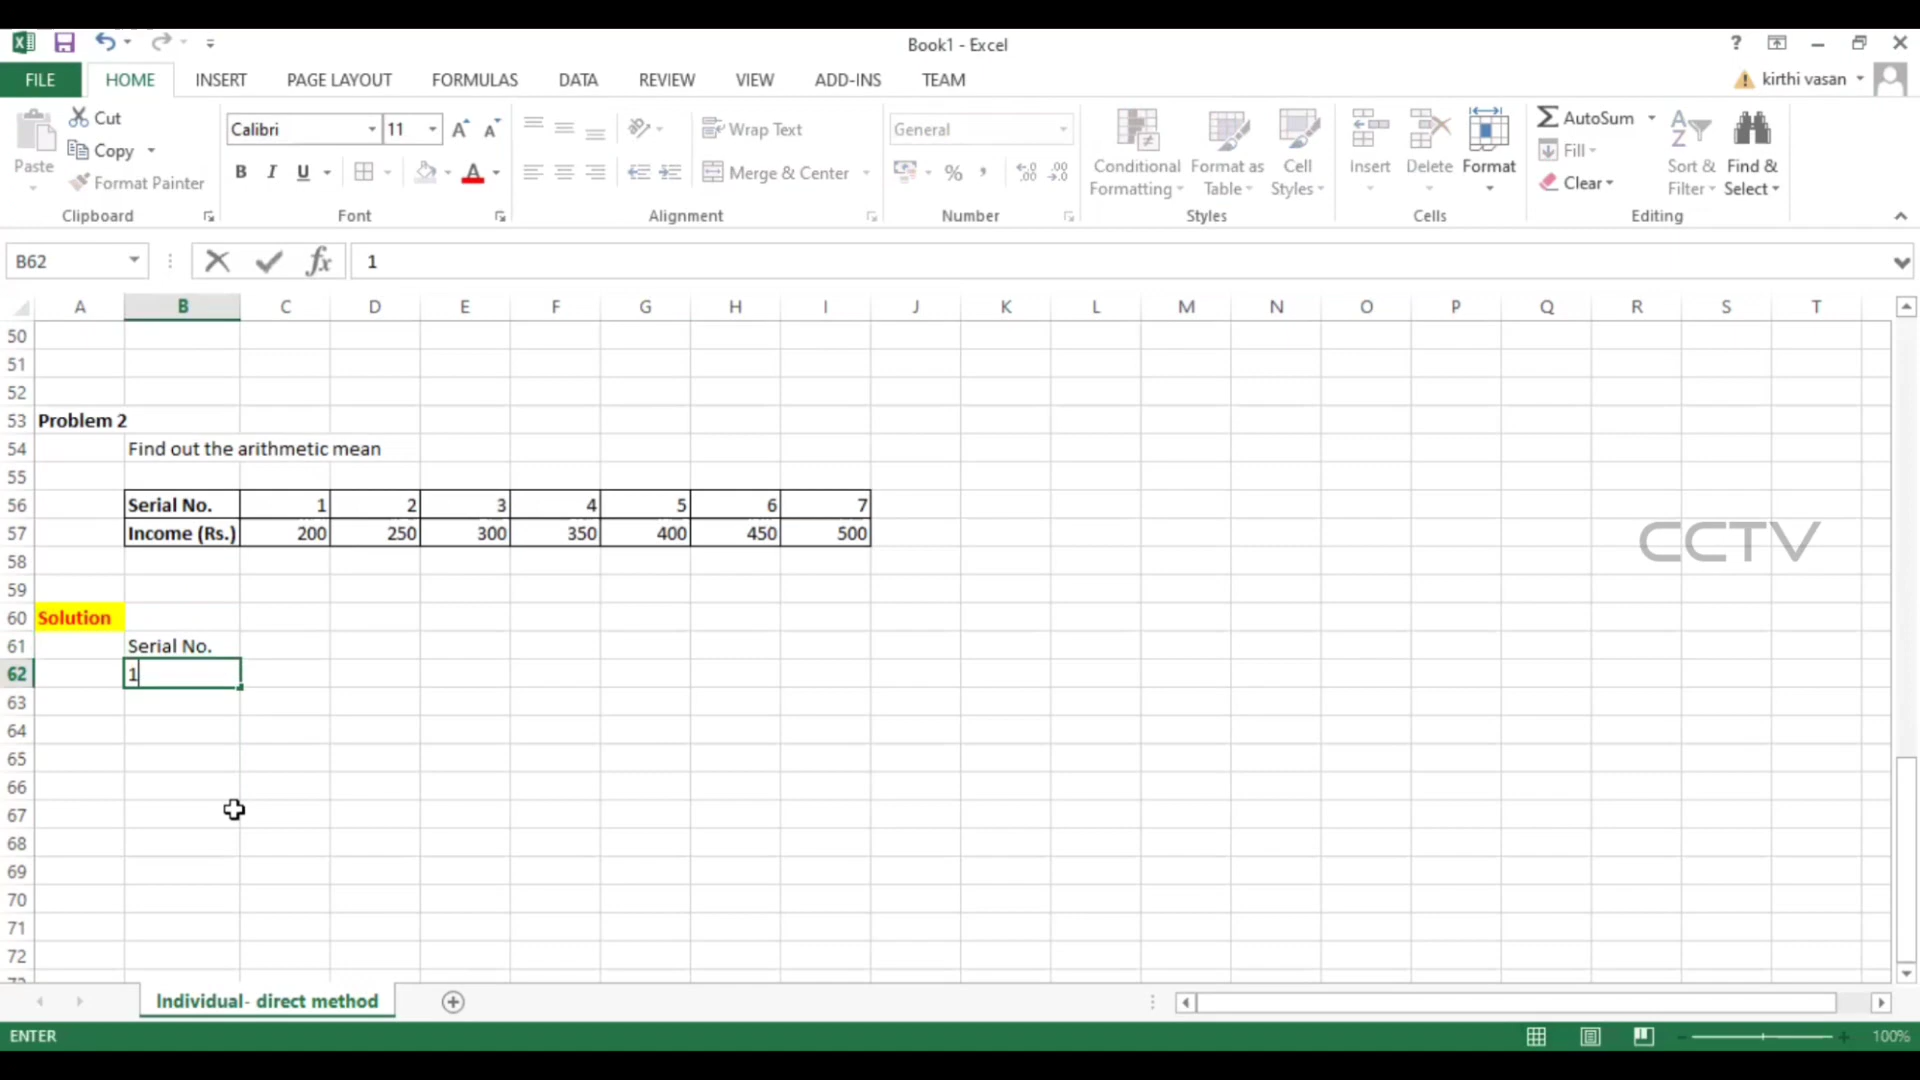 Book1 - Excel
?
kirthi vasan
FILE HOME INSERT PAGE LAYOUT FORMULAS DATA REVIEW VIEW ADD-INS TEAM
Paste
Cut
Copy
Format Painter
Clipboard
Calibri 11 A A
B I U A
Font
Wrap Text
Merge & Center
Alignment
General
% ,
Number
Conditional Formatting
Format as Table
Cell Styles
Styles
Insert Delete Format
Cells
AutoSum
Fill
Clear
Sort & Filter
Find & Select
Editing
B62 fx 1
A B C D E F G H I J K L M N O P Q R S T
50
51
52
53 Problem 2
54 Find out the arithmetic mean
55
56 Serial No. 1 2 3 4 5 6 7
57 Income (Rs.) 200 250 300 350 400 450 500
CCTV
58
59
60 Solution
61 Serial No.
62 1
63
64
65
66
67
68
69
70
71
72
Individual- direct method
ENTER
100%